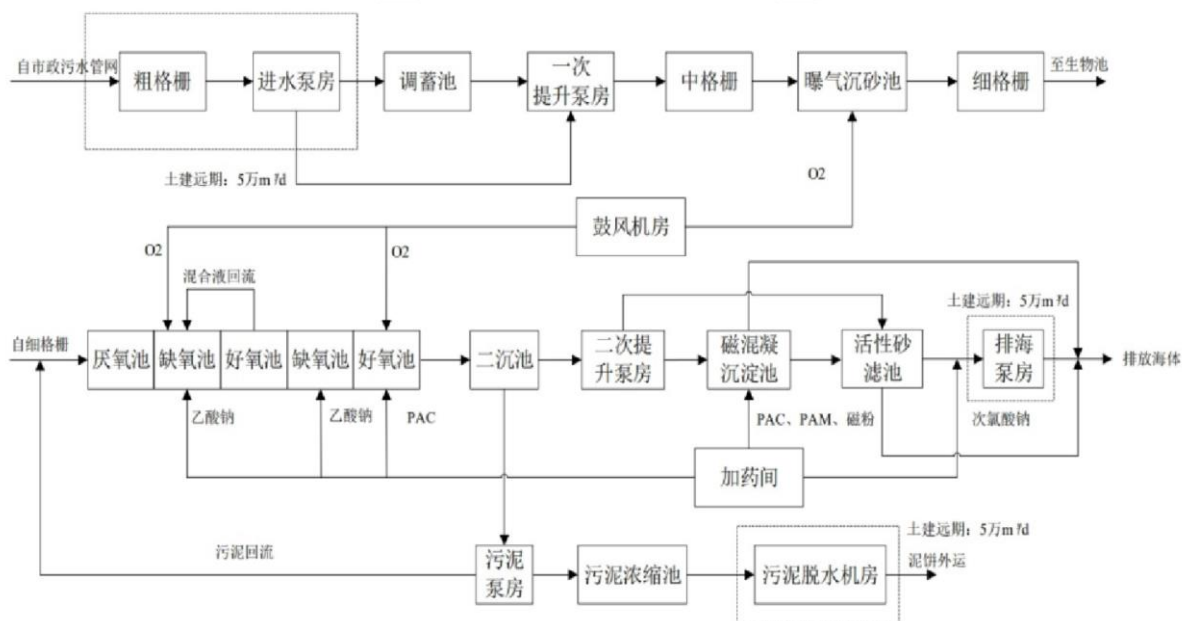 自市政污水管网
粗格栅
进水泵房
调蓄池
一次
提升泵房
中格栅
曝气沉砂池
细格栅
至生物池
土建远期：5万m³/d
O2
鼓风机房
O2
O2
混合液回流
土建远期：5万m³/d
自细格栅
厌氧池
缺氧池
好氧池
缺氧池
好氧池
二沉池
二次提
升泵房
磁混凝
沉淀池
活性砂
滤池
排海
泵房
排放海体
乙酸钠
乙酸钠
PAC
PAC、PAM、磁粉
次氯酸钠
加药间
土建远期：5万m³/d
污泥回流
污泥
泵房
污泥浓缩池
污泥脱水机房
泥饼外运